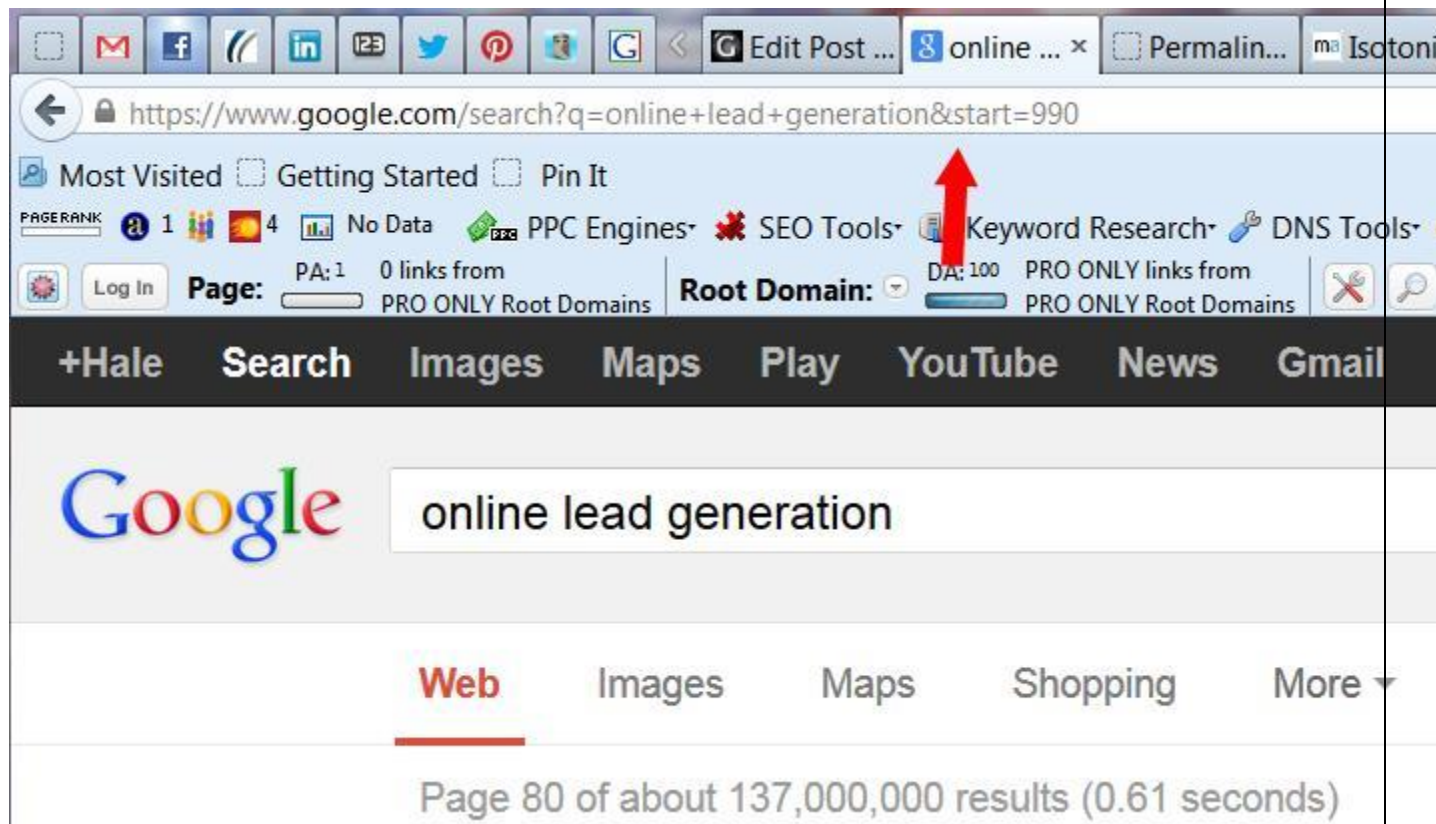 Edit Post ... online ... × Permalin... ma Isotoni
https://www.google.com/search?q=online+lead+generation&start=990
Most Visited Getting Started Pin It
PAGERANK a 1 4 No Data PPC PPC Engines SEO Tools Keyword Research DNS Tools
Log In Page: PA: 1 0 links from PRO ONLY Root Domains Root Domain: DA: 100 PRO ONLY links from PRO ONLY Root Domains
+Hale Search Images Maps Play YouTube News Gmail
Google online lead generation
Web Images Maps Shopping More
Page 80 of about 137,000,000 results (0.61 seconds)